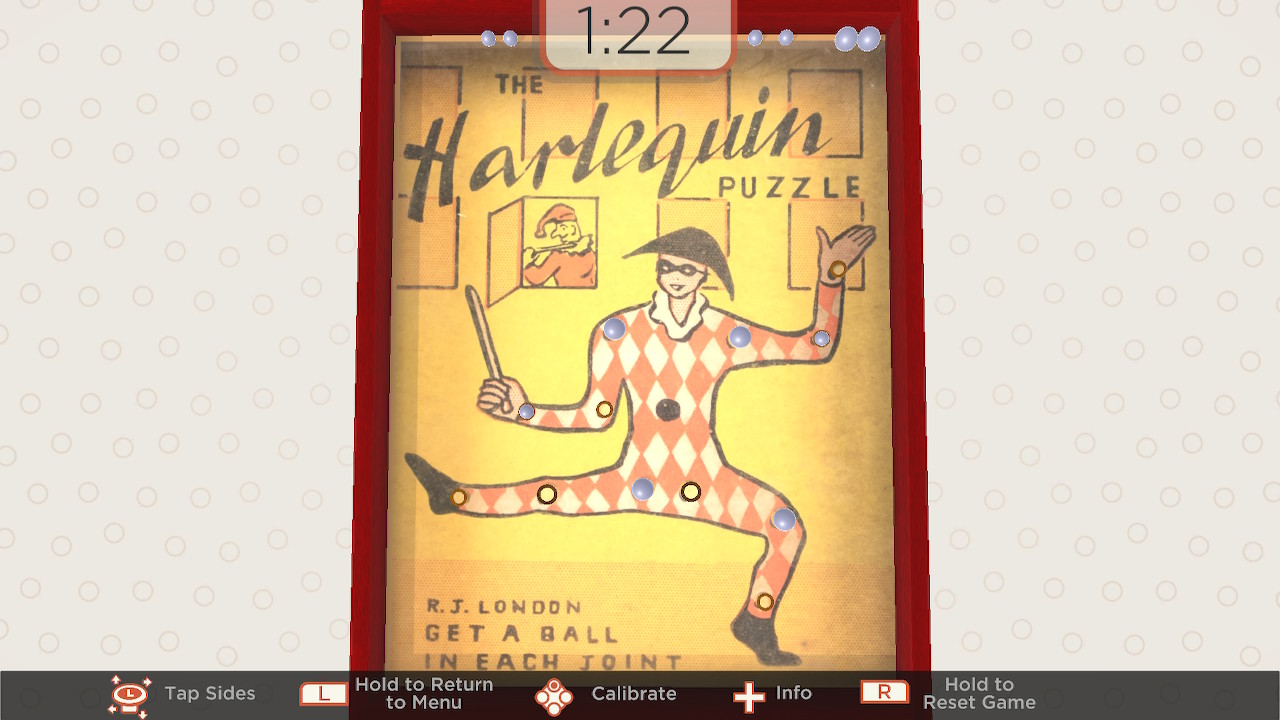 1:22
THE
Harlequin
PUZZLE
R.J. LONDON
GET A BALL
IN EACH JOINT
L Tap Sides
L Hold to Return
to Menu
Calibrate
Info
R Hold to
Reset Game